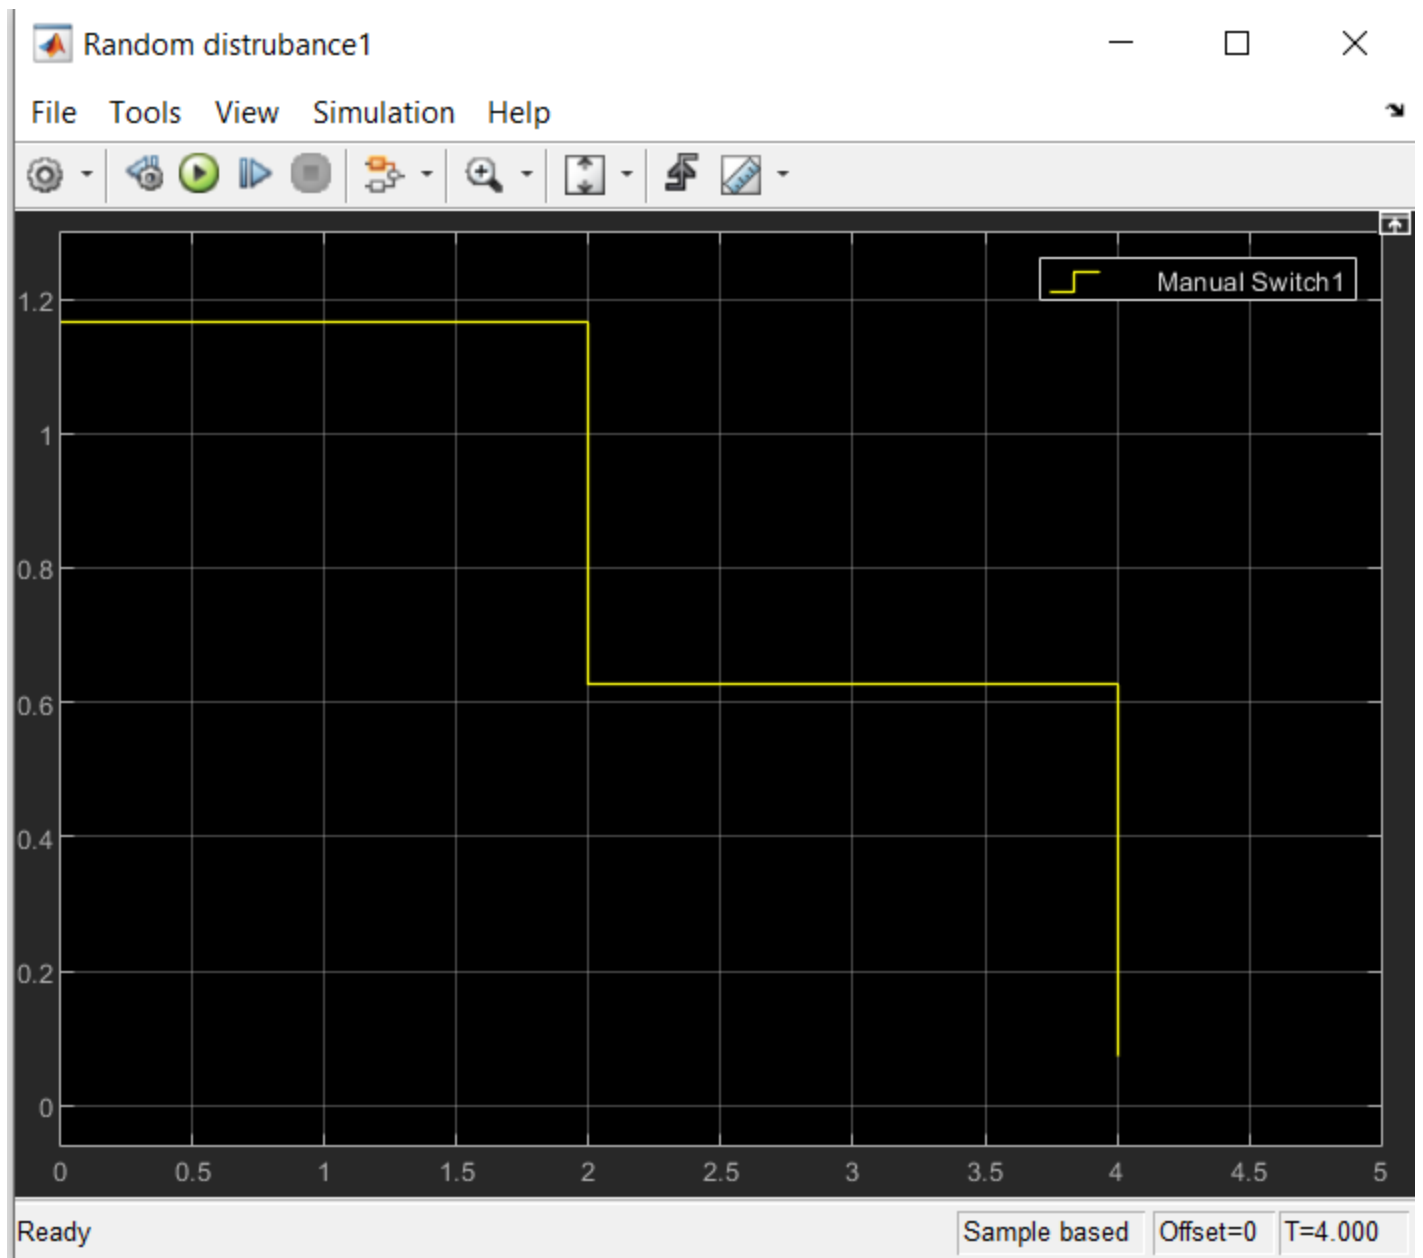 Random distrubance1
File Tools View Simulation Help
Manual Switch1
1.2
1
0.8
0.6
0.4
0.2
0
0 0.5 1 1.5 2 2.5 3 3.5 4 4.5 5
Ready Sample based Offset=0 T=4.000